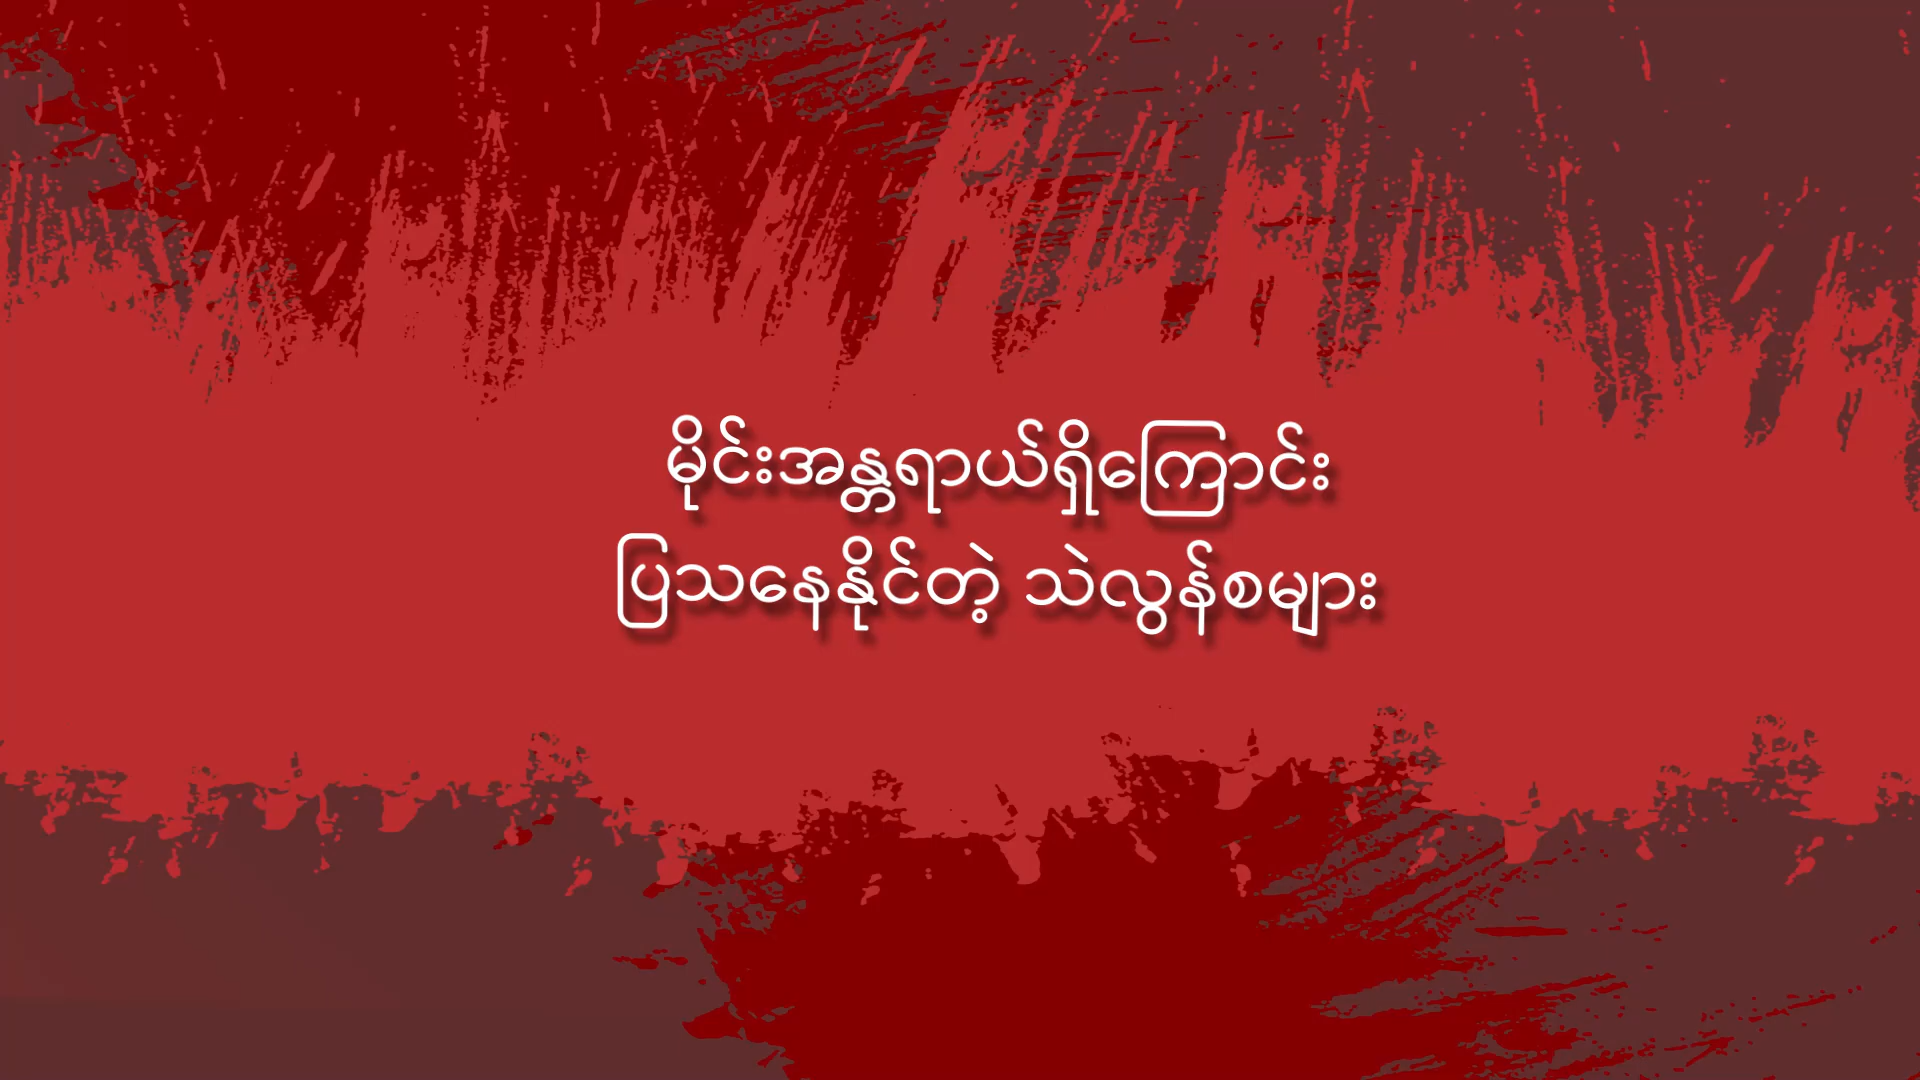 မိုင်းအန္တရာယ်ရှိကြောင်း
ပြသနေနိုင်တဲ့ သဲလွန်စများ